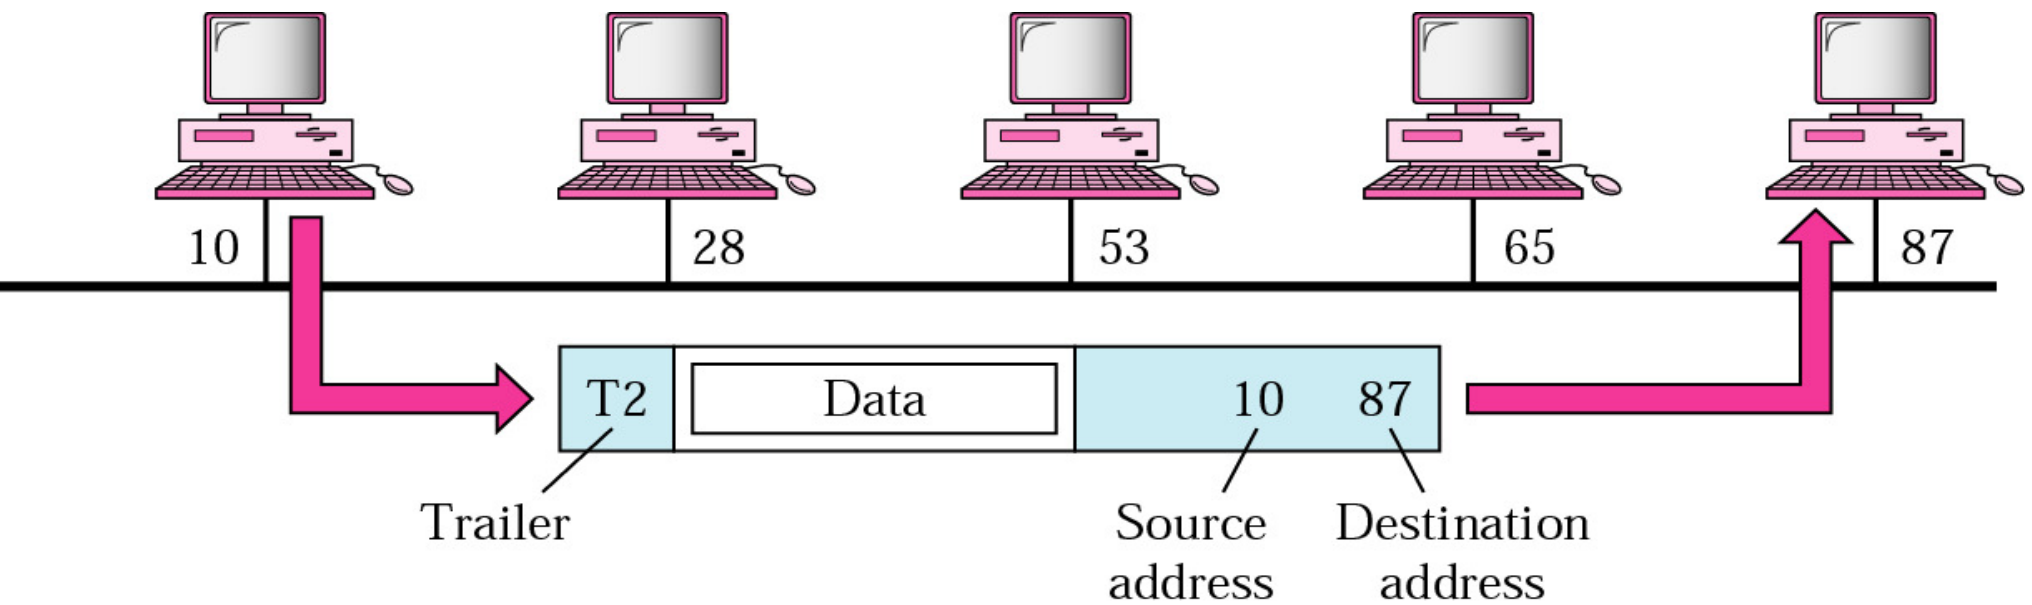 10
28
53
65
87
T2
Data
10
87
Trailer
Source
address
Destination
address